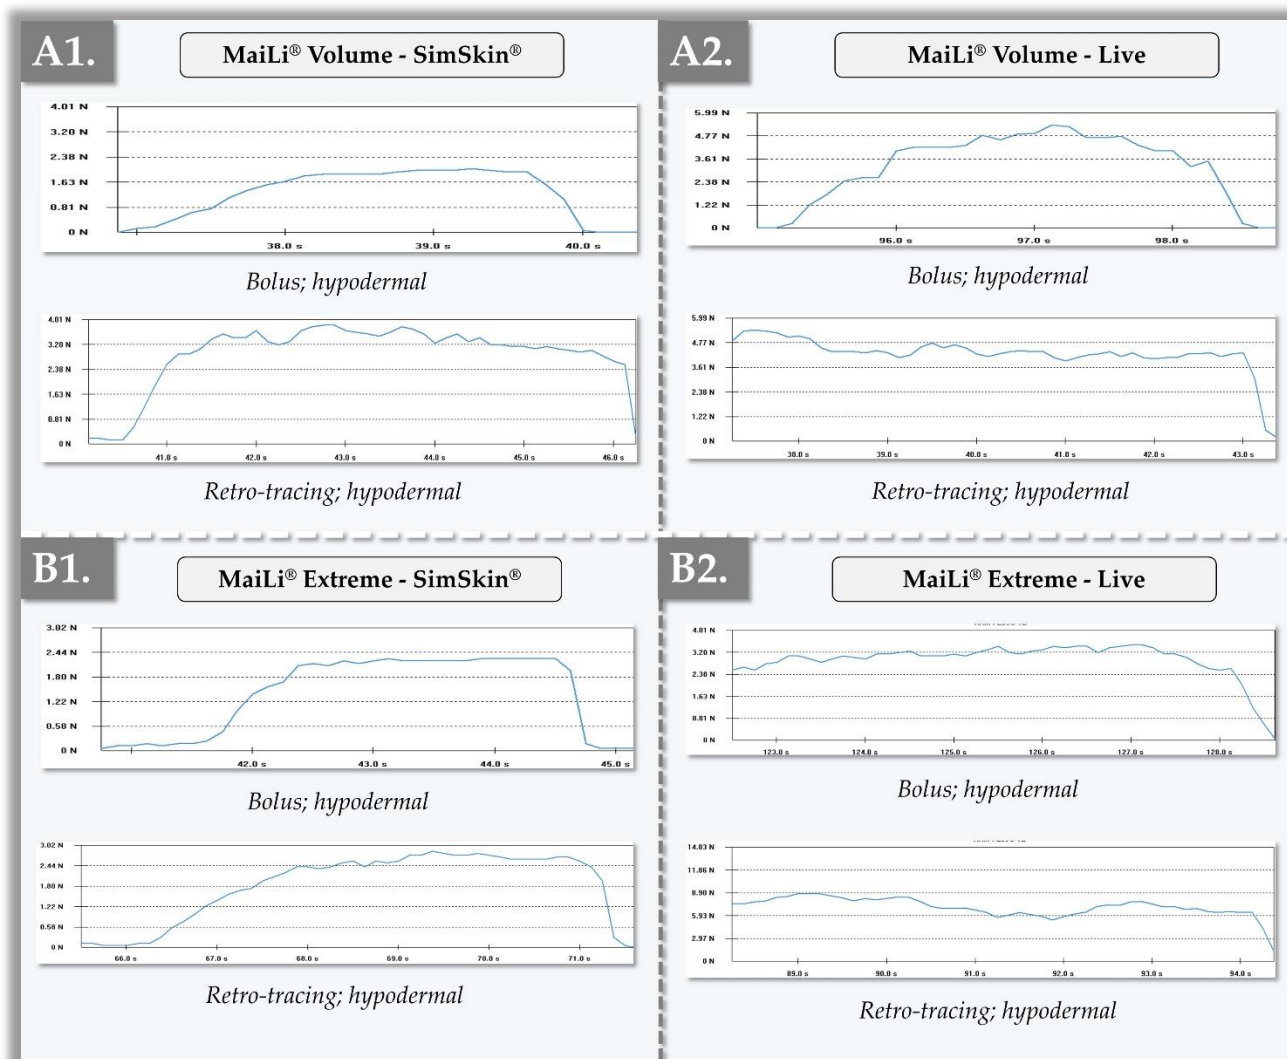 A1.
MaiLi® Volume - SimSkin®
4.01 N
3.20 N
2.38 N
1.63 N
0.81 N
0 N
38.0 s 39.0 s 40.0 s
Bolus; hypodermal
4.01 N
3.20 N
2.38 N
1.63 N
0.81 N
0 N
41.0 s 42.0 s 43.0 s 44.0 s 45.0 s 46.0 s
Retro-tracing; hypodermal
A2.
MaiLi® Volume - Live
5.99 N
4.77 N
3.61 N
2.38 N
1.22 N
0 N
96.0 s 97.0 s 98.0 s
Bolus; hypodermal
5.99 N
4.77 N
3.61 N
2.38 N
1.22 N
0 N
38.0 s 39.0 s 40.0 s 41.0 s 42.0 s 43.0 s
Retro-tracing; hypodermal
B1.
MaiLi® Extreme - SimSkin®
3.02 N
2.44 N
1.80 N
1.22 N
0.58 N
0 N
42.0 s 43.0 s 44.0 s 45.0 s
Bolus; hypodermal
3.02 N
2.44 N
1.80 N
1.22 N
0.58 N
0 N
66.0 s 67.0 s 68.0 s 69.0 s 70.0 s 71.0 s
Retro-tracing; hypodermal
B2.
MaiLi® Extreme - Live
4.01 N
3.20 N
2.38 N
1.63 N
0.81 N
0 N
123.0 s 124.0 s 125.0 s 126.0 s 127.0 s 128.0 s
Bolus; hypodermal
14.83 N
11.86 N
8.90 N
5.93 N
2.97 N
0 N
89.0 s 90.0 s 91.0 s 92.0 s 93.0 s 94.0 s
Retro-tracing; hypodermal